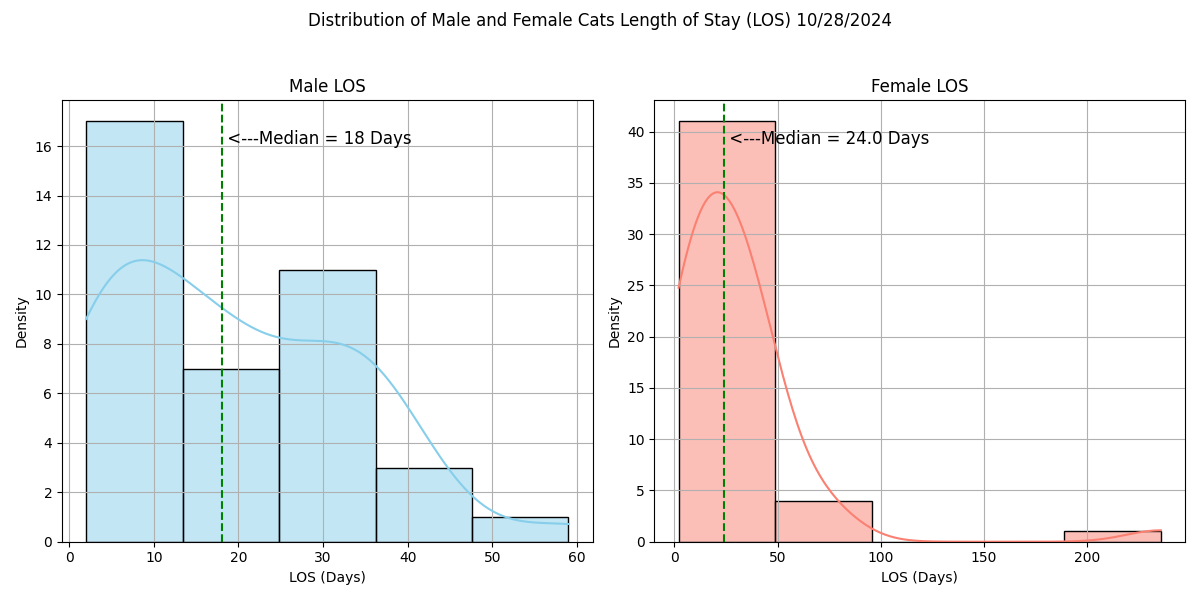 Distribution of Male and Female Cats Length of Stay (LOS) 10/28/2024
Male LOS
<---Median = 18 Days
Density
16
14
12
10
8
6
4
2
0
0 10 20 30 40 50 60
LOS (Days)
Female LOS
<---Median = 24.0 Days
Density
40
35
30
25
20
15
10
5
0
0 50 100 150 200
LOS (Days)